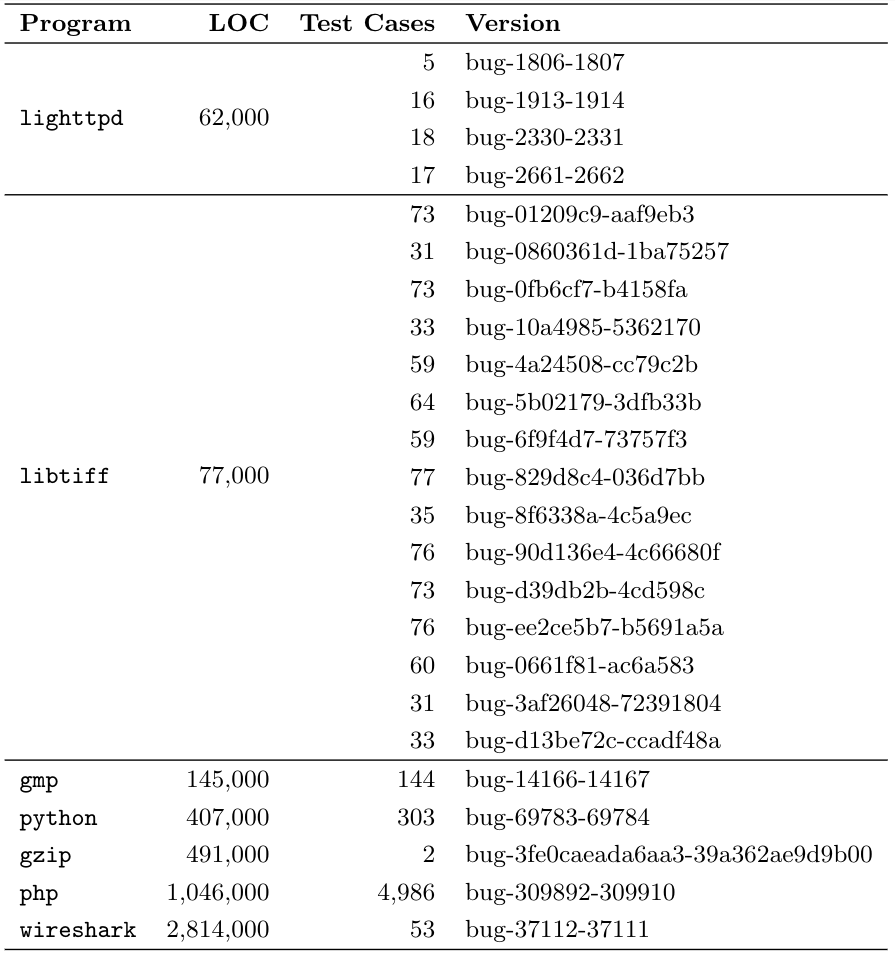 Program LOC Test Cases Version
5 bug-1806-1807
16 bug-1913-1914
lighttpd 62,000
18 bug-2330-2331
17 bug-2661-2662
73 bug-01209c9-aaf9eb3
31 bug-0860361d-1ba75257
73 bug-0fb6cf7-b4158fa
33 bug-10a4985-5362170
59 bug-4a24508-cc79c2b
64 bug-5b02179-3dfb33b
59 bug-6f9f4d7-73757f3
libtiff 77,000 77 bug-829d8c4-036d7bb
35 bug-8f6338a-4c5a9ec
76 bug-90d136e4-4c66680f
73 bug-d39db2b-4cd598c
76 bug-ee2ce5b7-b5691a5a
60 bug-0661f81-ac6a583
31 bug-3af26048-72391804
33 bug-d13be72c-ccadf48a
gmp 145,000 144 bug-14166-14167
python 407,000 303 bug-69783-69784
gzip 491,000 2 bug-3fe0caeada6aa3-39a362ae9d9b00
php 1,046,000 4,986 bug-309892-309910
wireshark 2,814,000 53 bug-37112-37111